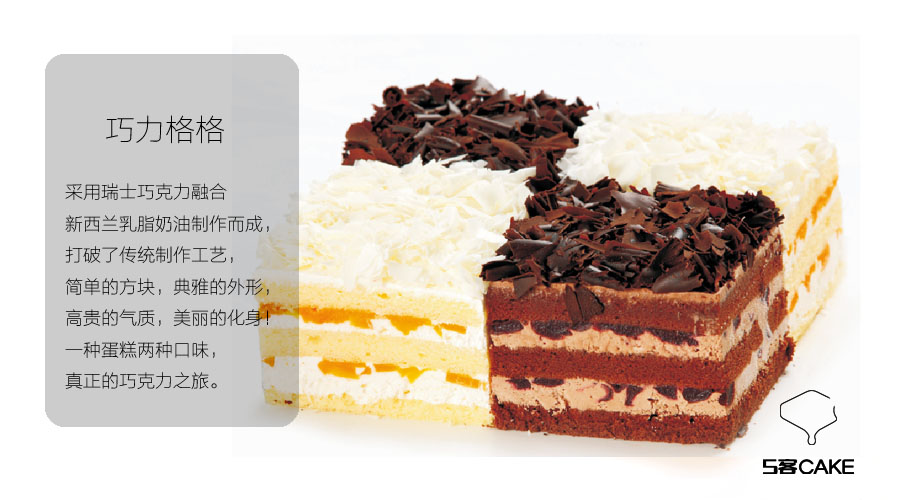 巧力格格
采用瑞士巧克力融合
新西兰乳脂奶油制作而成，
打破了传统制作工艺，
简单的方块，典雅的外形，
高贵的气质，美丽的化身！
一种蛋糕两种口味，
真正的巧克力之旅。
5客CAKE